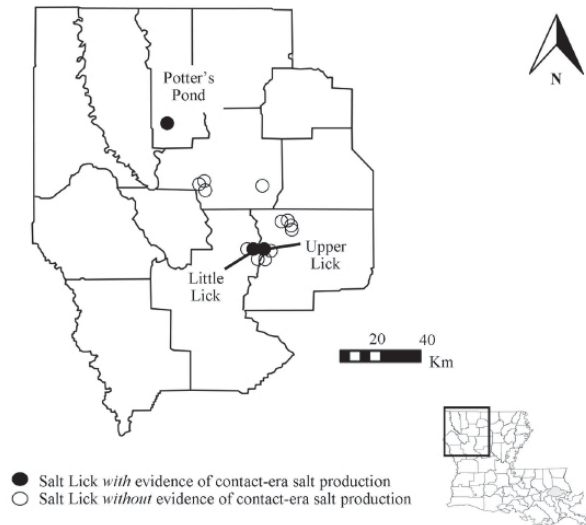 N
Potter's
Pond
Upper
Lick
Little
Lick
20 40
Km
Salt Lick with evidence of contact-era salt production
Salt Lick without evidence of contact-era salt production